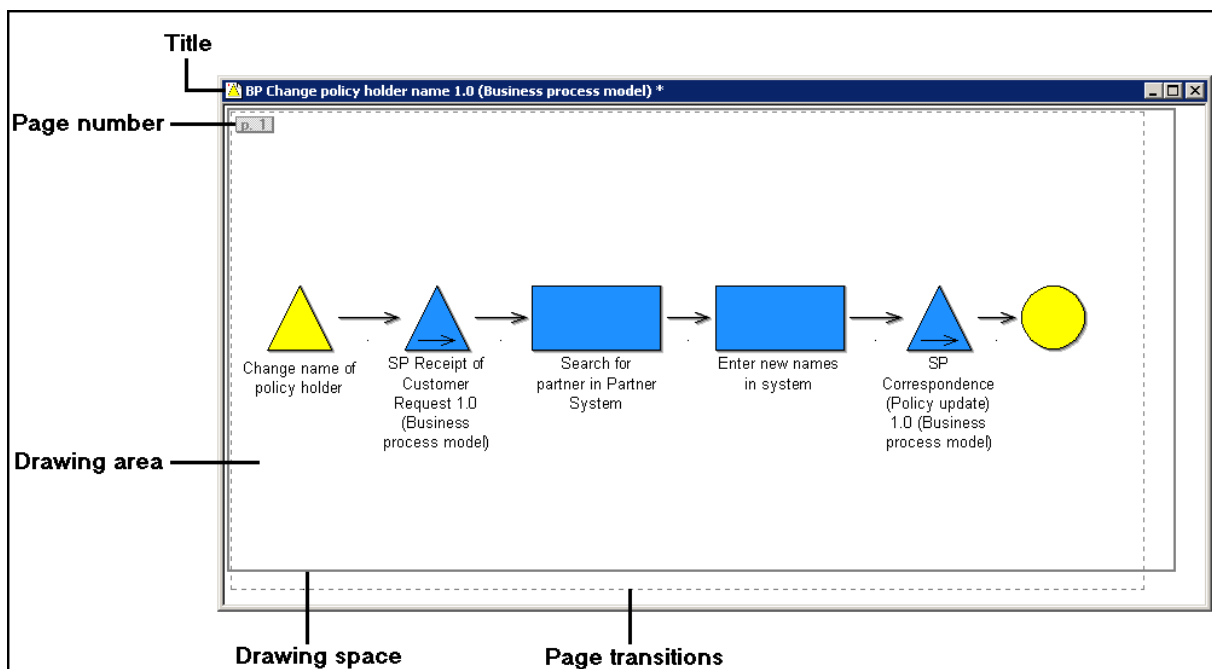 Title
BP Change policy holder name 1.0 (Business process model) *
Page number
p. 1
Change name of
policy holder
SP Receipt of
Customer
Request 1.0
(Business
process model)
Search for
partner in Partner
System
Enter new names
in system
SP
Correspondence
(Policy update)
1.0 (Business
process model)
Drawing area
Drawing space
Page transitions